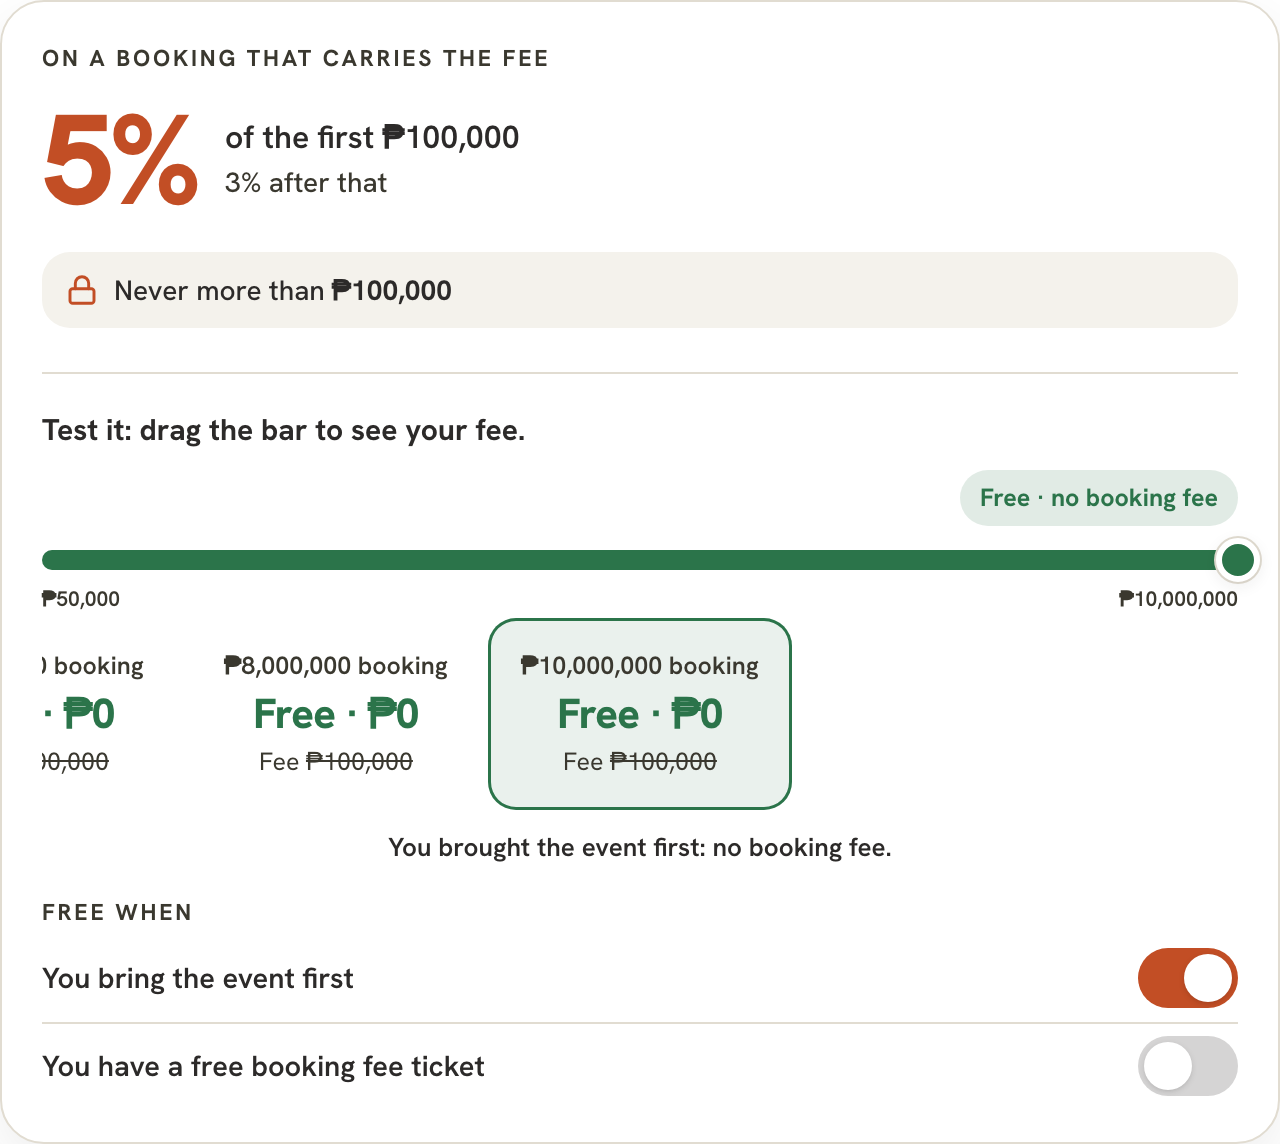 ON A BOOKING THAT CARRIES THE FEE
5%
of the first ₱100,000
3% after that
Never more than ₱100,000
Test it: drag the bar to see your fee.
Free · no booking fee
₱50,000 ₱10,000,000
booking ₱8,000,000 booking ₱10,000,000 booking
· ₱0 Free · ₱0 Free · ₱0
0,000 Fee ₱100,000 Fee ₱100,000
You brought the event first: no booking fee.
FREE WHEN
You bring the event first
You have a free booking fee ticket